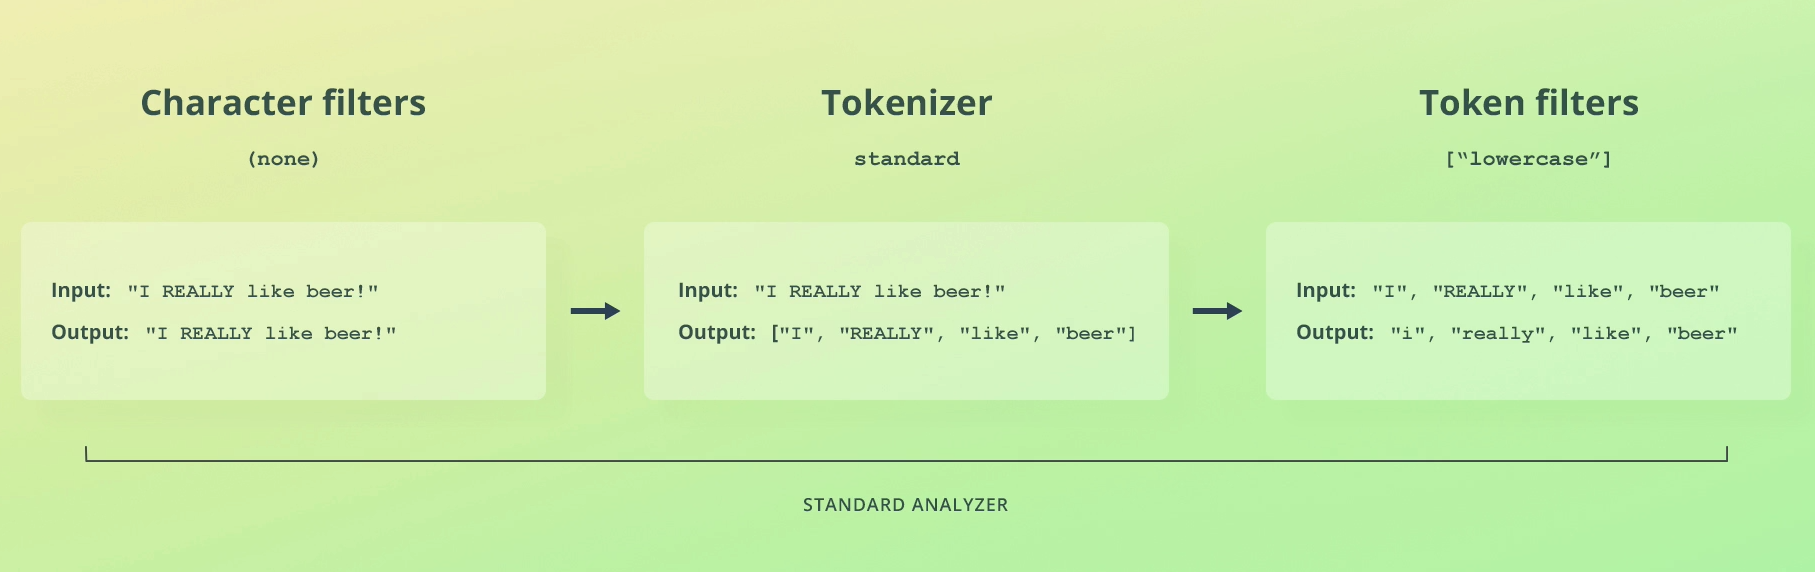 Character filters
(none)
Input: "I REALLY like beer!"
Output: "I REALLY like beer!"
Tokenizer
standard
Input: "I REALLY like beer!"
Output: ["I", "REALLY", "like", "beer"]
Token filters
[“lowercase”]
Input: "I", "REALLY", "like", "beer"
Output: "i", "really", "like", "beer"
STANDARD ANALYZER